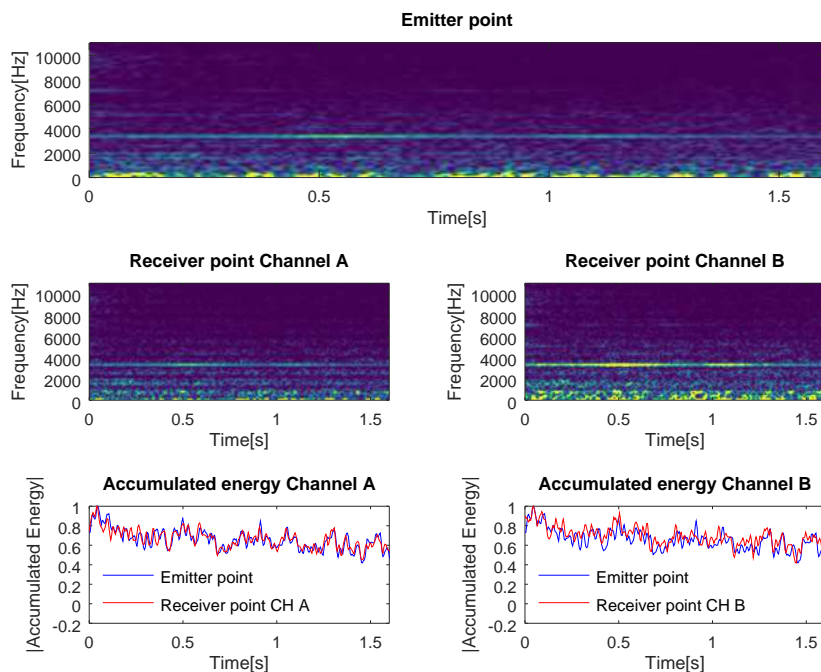 Emitter point
Frequency[Hz]
10000
8000
6000
4000
2000
0
0
0.5
1
1.5
Time[s]
Receiver point Channel A
Frequency[Hz]
10000
8000
6000
4000
2000
0
0
0.5
1
1.5
Time[s]
Receiver point Channel B
Frequency[Hz]
10000
8000
6000
4000
2000
0
0
0.5
1
1.5
Time[s]
Accumulated energy Channel A
|Accumulated Energy|
1
0.8
0.6
0.4
0.2
0
-0.2
Emitter point
Receiver point CH A
0
0.5
1
1.5
Time[s]
Accumulated energy Channel B
|Accumulated Energy|
1
0.8
0.6
0.4
0.2
0
-0.2
Emitter point
Receiver point CH B
0
0.5
1
1.5
Time[s]